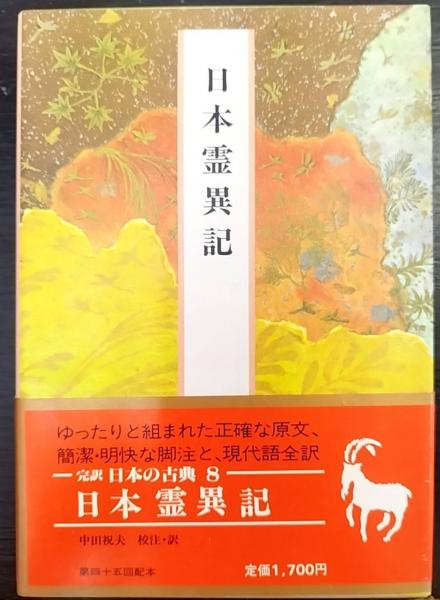 日本霊異記
ゆったりと組まれた正確な原文、
簡潔・明快な脚注と、現代語全訳
完訳 日本の古典 8
日本霊異記
中田祝夫 校注・訳
第四十五回配本
定価1,700円